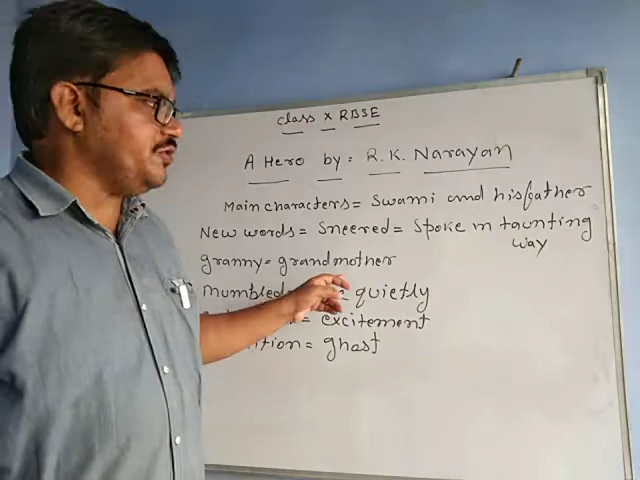 class x RBSE
A Hero by: R. K. Narayan
Main characters = Swami and his father
New words = Sneered = Spoke in taunting
way
granny = grandmother
Mumbled quietly
= excitement
ition = ghost